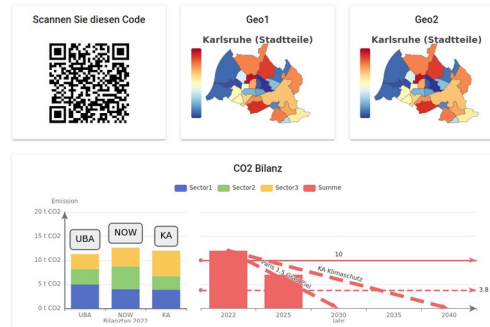 Scannen Sie diesen Code
Geo1
Karlsruhe (Stadtteile)
Geo2
Karlsruhe (Stadtteile)
CO2 Bilanz
Sector1 Sector2 Sector3 Summe
Emission
20 t CO2
15 t CO2
10 t CO2
5 t CO2
0 t CO2
UBA
NOW
KA
UBA NOW KA
Bilanztyp 2022
10
3.8
Paris 1.5 Grad Ziel
KA Klimaschutz
2022 2025 2030 2035 2040
Jahr